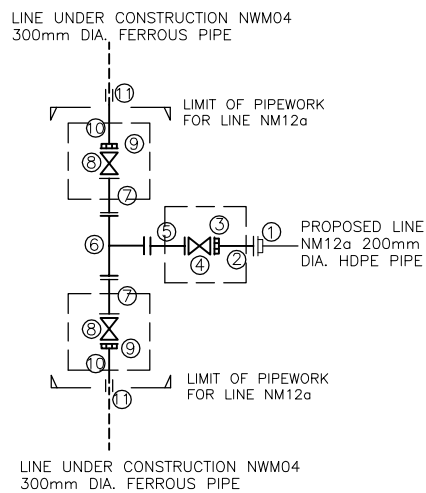 LINE UNDER CONSTRUCTION NWM04
300mm DIA. FERROUS PIPE
11
LIMIT OF PIPEWORK
FOR LINE NM12a
10
9
8
7
5
3
1
6
4
2
PROPOSED LINE
NM12a 200mm
DIA. HDPE PIPE
7
8
9
10
LIMIT OF PIPEWORK
FOR LINE NM12a
11
LINE UNDER CONSTRUCTION NWM04
300mm DIA. FERROUS PIPE